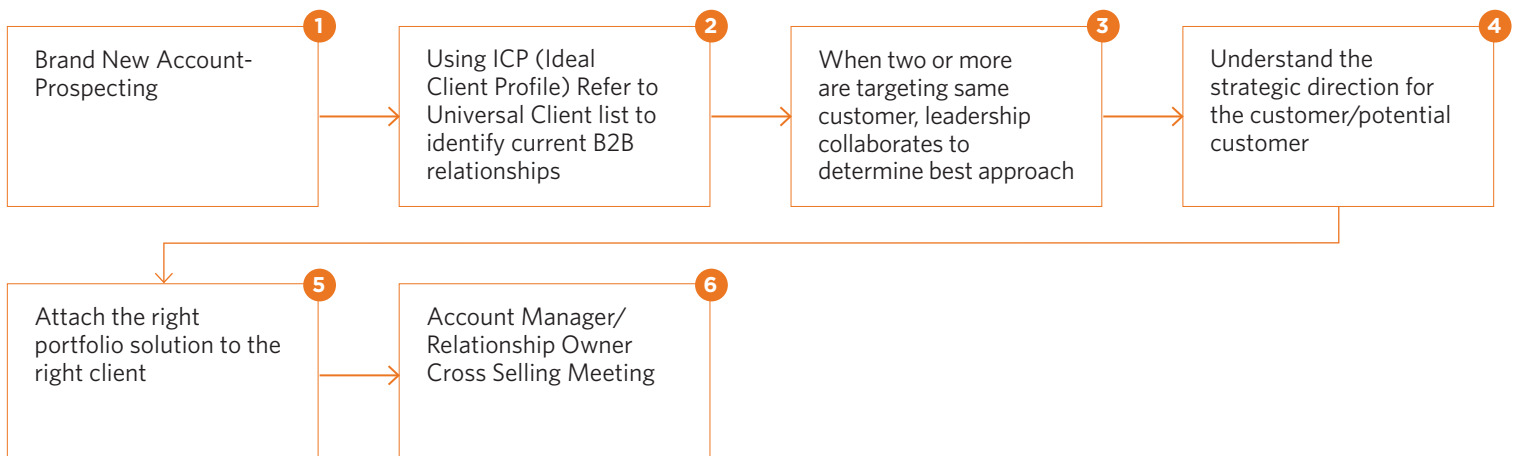 1
Brand New Account-
Prospecting
2
Using ICP (Ideal
Client Profile) Refer to
Universal Client list to
identify current B2B
relationships
3
When two or more
are targeting same
customer, leadership
collaborates to
determine best approach
4
Understand the
strategic direction for
the customer/potential
customer
5
Attach the right
portfolio solution to the
right client
6
Account Manager/
Relationship Owner
Cross Selling Meeting